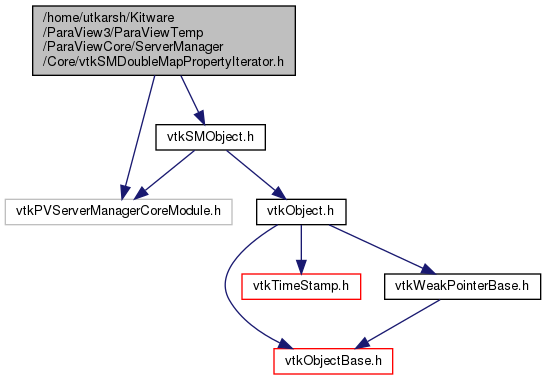 /home/utkarsh/Kitware
/ParaView3/ParaViewTemp
/ParaViewCore/ServerManager
/Core/vtkSMDoubleMapPropertyIterator.h
vtkSMObject.h
vtkPVServerManagerCoreModule.h
vtkObject.h
vtkTimeStamp.h
vtkWeakPointerBase.h
vtkObjectBase.h